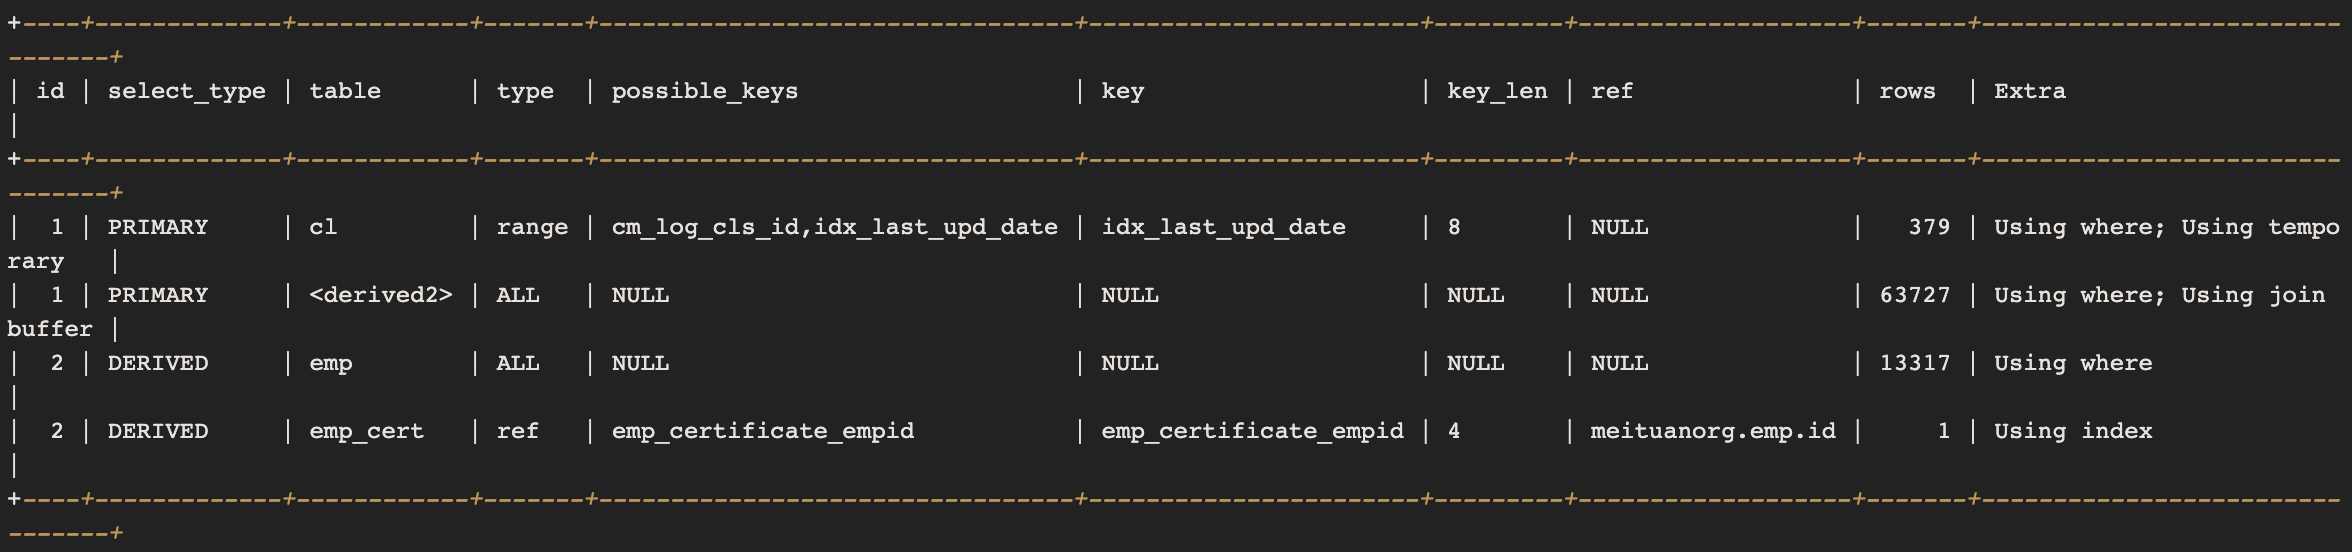 +----+-------------+------------+-------+---------------------------------+-----------------------+---------+-------------------+-------+-------------------------
-------+
| id | select_type | table      | type  | possible_keys                   | key                   | key_len | ref               | rows  | Extra
|
+----+-------------+------------+-------+---------------------------------+-----------------------+---------+-------------------+-------+-------------------------
-------+
|  1 | PRIMARY     | cl         | range | cm_log_cls_id,idx_last_upd_date | idx_last_upd_date     | 8       | NULL              |   379 | Using where; Using tempo
rary   |
|  1 | PRIMARY     | <derived2> | ALL   | NULL                            | NULL                  | NULL    | NULL              | 63727 | Using where; Using join
buffer |
|  2 | DERIVED     | emp        | ALL   | NULL                            | NULL                  | NULL    | NULL              | 13317 | Using where
|
|  2 | DERIVED     | emp_cert   | ref   | emp_certificate_empid           | emp_certificate_empid | 4       | meituanorg.emp.id |     1 | Using index
|
+----+-------------+------------+-------+---------------------------------+-----------------------+---------+-------------------+-------+-------------------------
-------+